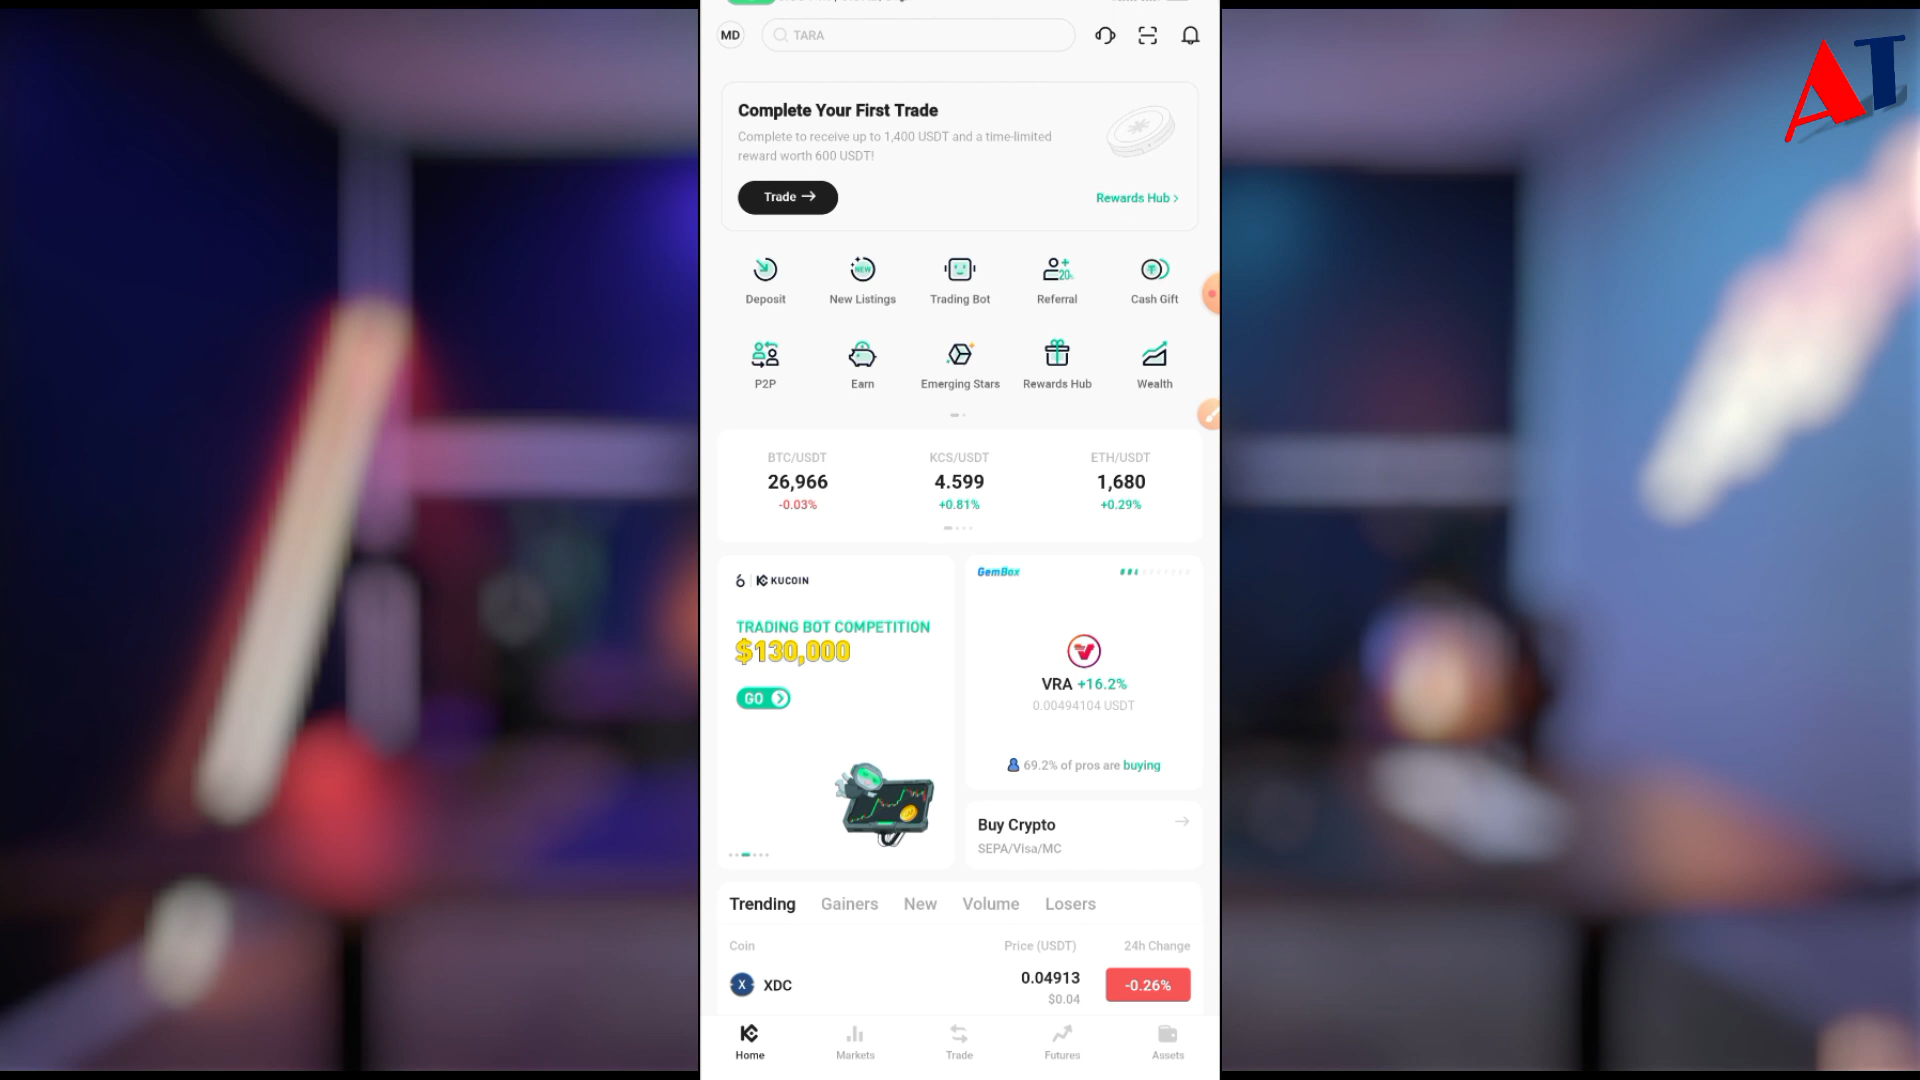 MD
TARA
AT
Complete Your First Trade
Complete to receive up to 1,400 USDT and a time-limited
reward worth 600 USDT!
Trade →
Rewards Hub >
NEW
20%
Deposit
New Listings
Trading Bot
Referral
Cash Gift
P2P
Earn
Emerging Stars
Rewards Hub
Wealth
BTC/USDT
KCS/USDT
ETH/USDT
26,966
4.599
1,680
-0.03%
+0.81%
+0.29%
KUCOIN
TRADING BOT COMPETITION
$130,000
GO
GemBox
VRA +16.2%
0.00494104 USDT
69.2% of pros are buying
Buy Crypto
SEPA/Visa/MC
Trending Gainers New Volume Losers
Coin Price (USDT) 24h Change
X XDC 0.04913 -0.26%
$0.04
Home
Markets
Trade
Futures
Assets